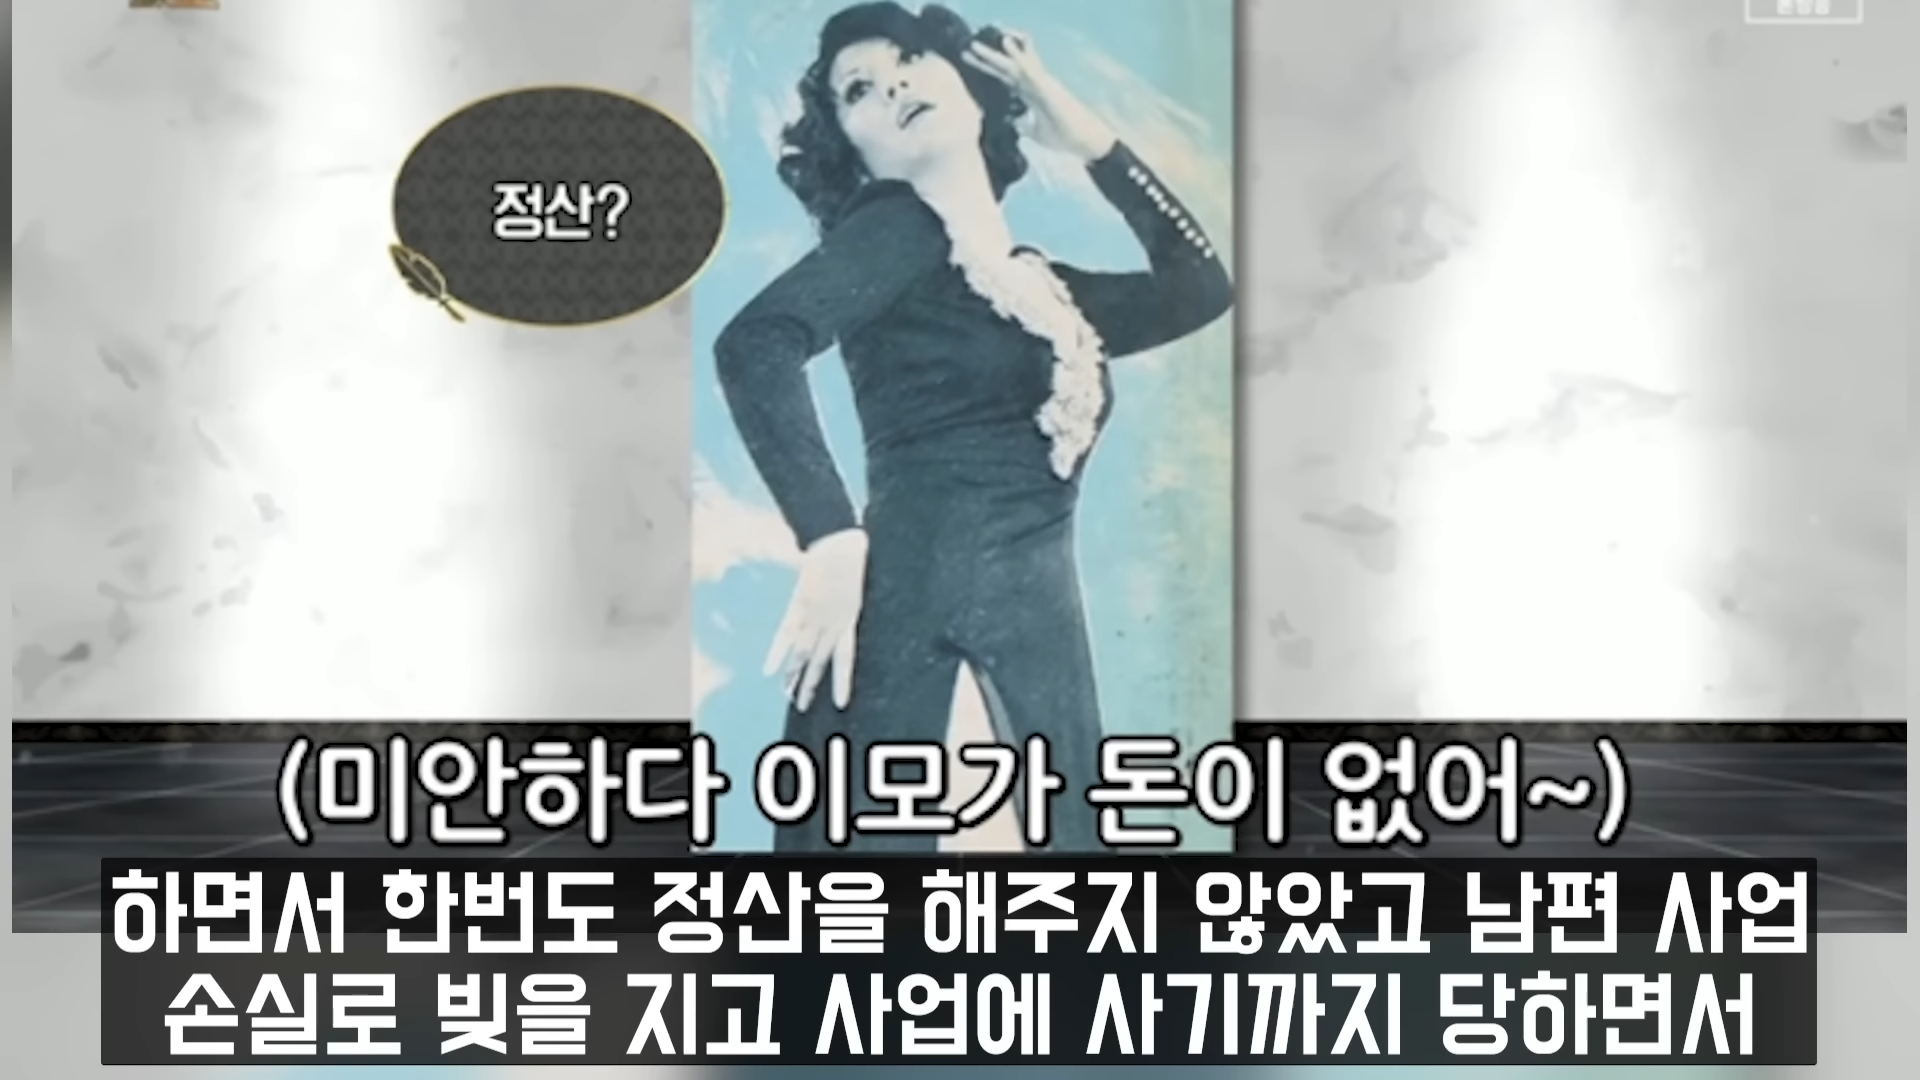 정산?
(미안하다 이모가 돈이 없어~)
하면서 한번도 정산을 해주지 않았고 남편 사업
손실로 빚을 지고 사업에 사기까지 당하면서